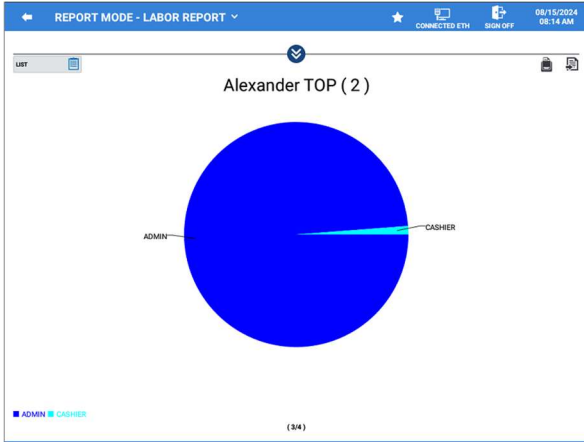 REPORT MODE - LABOR REPORT
CONNECTED ETH
SIGN OFF
08/15/2024
08:14 AM
LIST
Alexander TOP ( 2 )
ADMIN
CASHIER
ADMIN CASHIER
(3/4)